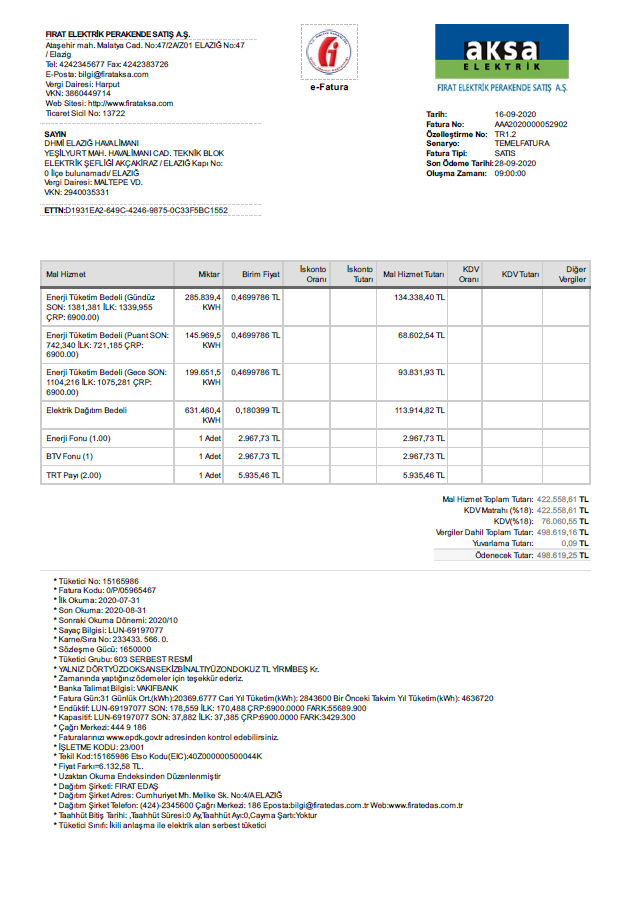 FIRAT ELEKTRİK PERAKENDE SATIŞ A.Ş.
Ataşehir mah. Malatya Cad. No:47/2A/Z01 ELAZIĞ No:47
/ Elazig
Tel: 4242345677 Fax: 4242383726
E-Posta: bilgi@firataksa.com
Vergi Dairesi: Harput
VKN: 3860449714
Web Sitesi: http://www.firataksa.com
Ticaret Sicil No: 13722
e-Fatura
aksa
ELEKTRİK
FIRAT ELEKTRİK PERAKENDE SATIŞ A.Ş.
Tarih: 16-09-2020
Fatura No: AAA2020000052902
Özelleştirme No: TR1.2
Senaryo: TEMELFATURA
Fatura Tipi: SATIS
Son Ödeme Tarihi: 28-09-2020
Oluşma Zamanı: 09:00:00
SAYIN
DHMİ ELAZIĞ HAVALİMANI
YEŞİLYURT MAH. HAVALİMANI CAD. TEKNİK BLOK
ELEKTRİK ŞEFLİĞİ AKÇAKİRAZ / ELAZIĞ Kapı No:
0 İlçe bulunamadı/ ELAZIĞ
Vergi Dairesi: MALTEPE VD.
VKN: 2940035331
ETTN:D1931EA2-649C-4246-9875-0C33F5BC1552
Mal Hizmet Miktar Birim Fiyat İskonto Oranı İskonto Tutarı Mal Hizmet Tutarı KDV Oranı KDV Tutarı Diğer Vergiler
Enerji Tüketim Bedeli (Gündüz 285.839,4 0,4699786 TL 134.338,40 TL
SON: 1381,381 İLK: 1339,955 KWH
ÇRP: 6900.00)
Enerji Tüketim Bedeli (Puant SON: 145.969,5 0,4699786 TL 68.602,54 TL
742,340 İLK: 721,185 ÇRP: KWH
6900.00)
Enerji Tüketim Bedeli (Gece SON: 199.651,5 0,4699786 TL 93.831,93 TL
1104,216 İLK: 1075,281 ÇRP: KWH
6900.00)
Elektrik Dağıtım Bedeli 631.460,4 0,180399 TL 113.914,82 TL
KWH
Enerji Fonu (1.00) 1 Adet 2.967,73 TL 2.967,73 TL
BTV Fonu (1) 1 Adet 2.967,73 TL 2.967,73 TL
TRT Payı (2.00) 1 Adet 5.935,46 TL 5.935,46 TL
Mal Hizmet Toplam Tutarı: 422.558,61 TL
KDV Matrahı (%18): 422.558,61 TL
KDV(%18): 76.060,55 TL
Vergiler Dahil Toplam Tutar: 498.619,16 TL
Yuvarlama Tutarı: 0,09 TL
Ödenecek Tutar: 498.619,25 TL
* Tüketici No: 15165986
* Fatura Kodu: 0/P/05965467
* İlk Okuma: 2020-07-31
* Son Okuma: 2020-08-31
* Sonraki Okuma Dönemi: 2020/10
* Sayaç Bilgisi: LUN-69197077
* Karne/Sıra No: 233433. 566. 0.
* Sözleşme Gücü: 1650000
* Tüketici Grubu: 603 SERBEST RESMİ
* YALNIZ DÖRTYÜZDOKSANSEKİZBİNALTIYÜZONDOKUZ TL YİRMİBEŞ Kr.
* Zamanında yaptığınız ödemeler için teşekkür ederiz.
* Banka Talimat Bilgisi: VAKIFBANK
* Fatura Gün:31 Günlük Ort.(kWh):20369.6777 Cari Yıl Tüketim(kWh): 2843600 Bir Önceki Takvim Yıl Tüketim(kWh): 4636720
* Endüktif: LUN-69197077 SON: 178,559 İLK: 170,488 ÇRP:6900.0000 FARK:55689.900
* Kapasitif: LUN-69197077 SON: 37,882 İLK: 37,385 ÇRP:6900.0000 FARK:3429.300
* Çağrı Merkezi: 444 9 186
* Faturalarınızı www.epdk.gov.tr adresinden kontrol edebilirsiniz.
* İŞLETME KODU: 23/001
* Tekil Kod:15165986 Etso Kodu(EIC):40Z000000500044K
* Fiyat Farkı=6.132,58 TL.
* Uzaktan Okuma Endeksinden Düzenlenmiştir
* Dağıtım Şirketi: FIRAT EDAŞ
* Dağıtım Şirket Adres: Cumhuriyet Mh. Melike Sk. No:4/A ELAZIĞ
* Dağıtım Şirket Telefon: (424)-2345600 Çağrı Merkezi: 186 Eposta:bilgi@firatedas.com.tr Web:www.firatedas.com.tr
* Taahhüt Bitiş Tarihi: ,Taahhüt Süresi:0 Ay,Taahhüt Ayı:0,Cayma Şartı:Yoktur
* Tüketici Sınıfı: İkili anlaşma ile elektrik alan serbest tüketici